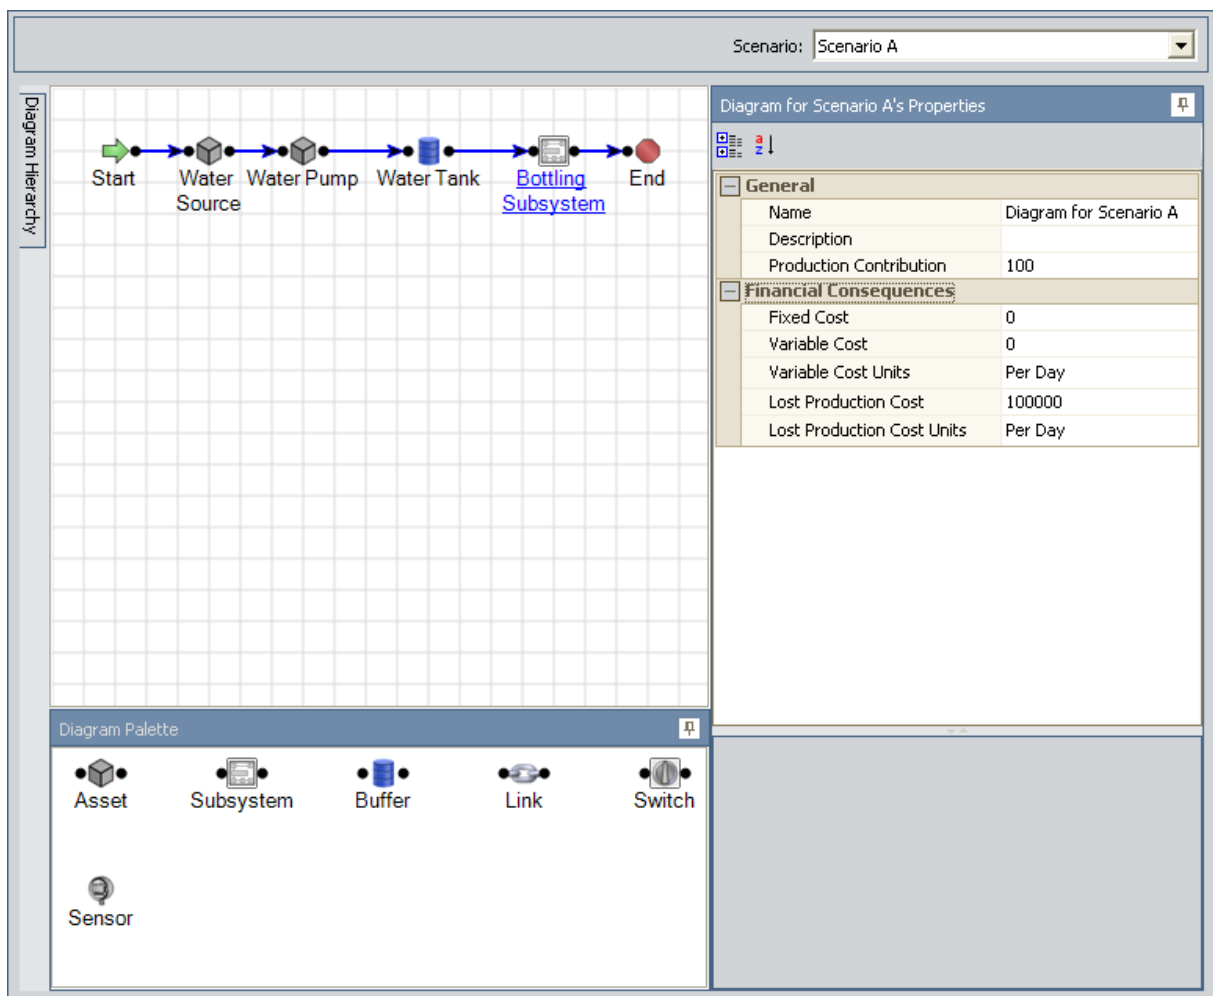 Scenario: Scenario A
Diagram Hierarchy
Start
Water Source
Water Pump
Water Tank
Bottling Subsystem
End
Diagram for Scenario A's Properties
General
Name Diagram for Scenario A
Description
Production Contribution 100
Financial Consequences
Fixed Cost 0
Variable Cost 0
Variable Cost Units Per Day
Lost Production Cost 100000
Lost Production Cost Units Per Day
Diagram Palette
Asset Subsystem Buffer Link Switch
Sensor